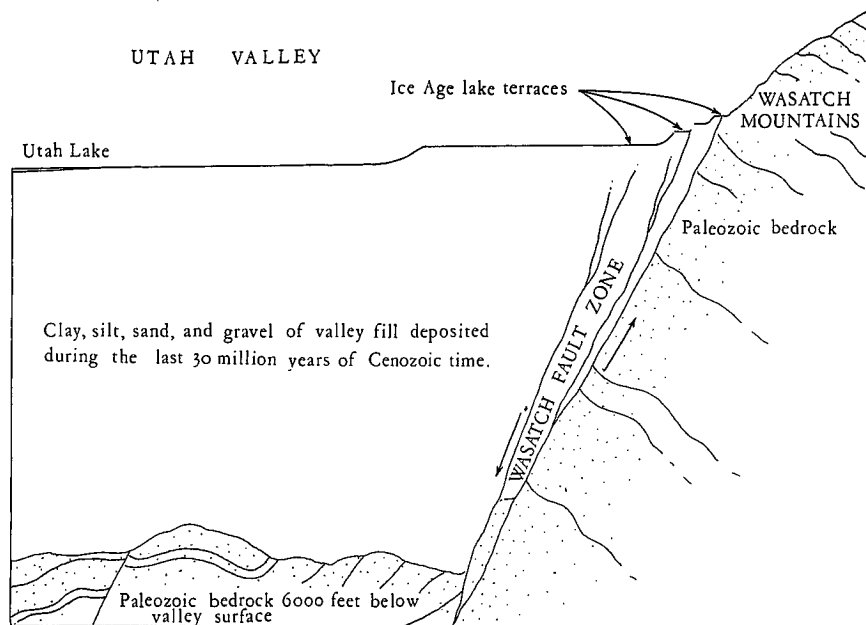 UTAH VALLEY
Ice Age lake terraces
WASATCH
MOUNTAINS
Utah Lake
Paleozoic bedrock
WASATCH FAULT ZONE
Clay, silt, sand, and gravel of valley fill deposited
during the last 30 million years of Cenozoic time.
Paleozoic bedrock 6000 feet below
valley surface